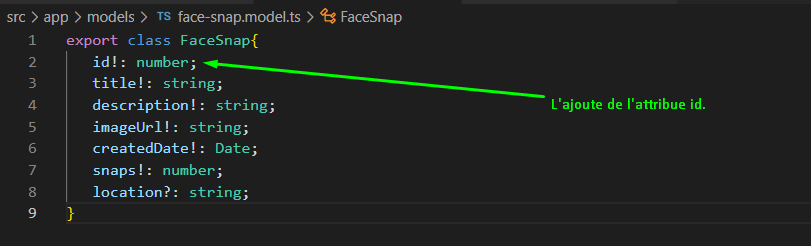 src > app > models > TS face-snap.model.ts > FaceSnap
1 export class FaceSnap{
2 id!: number;
3 title!: string;
L'ajoute de l'attribue id.
4 description!: string;
5 imageUrl!: string;
6 createdDate!: Date;
7 snaps!: number;
8 location?: string;
9 }